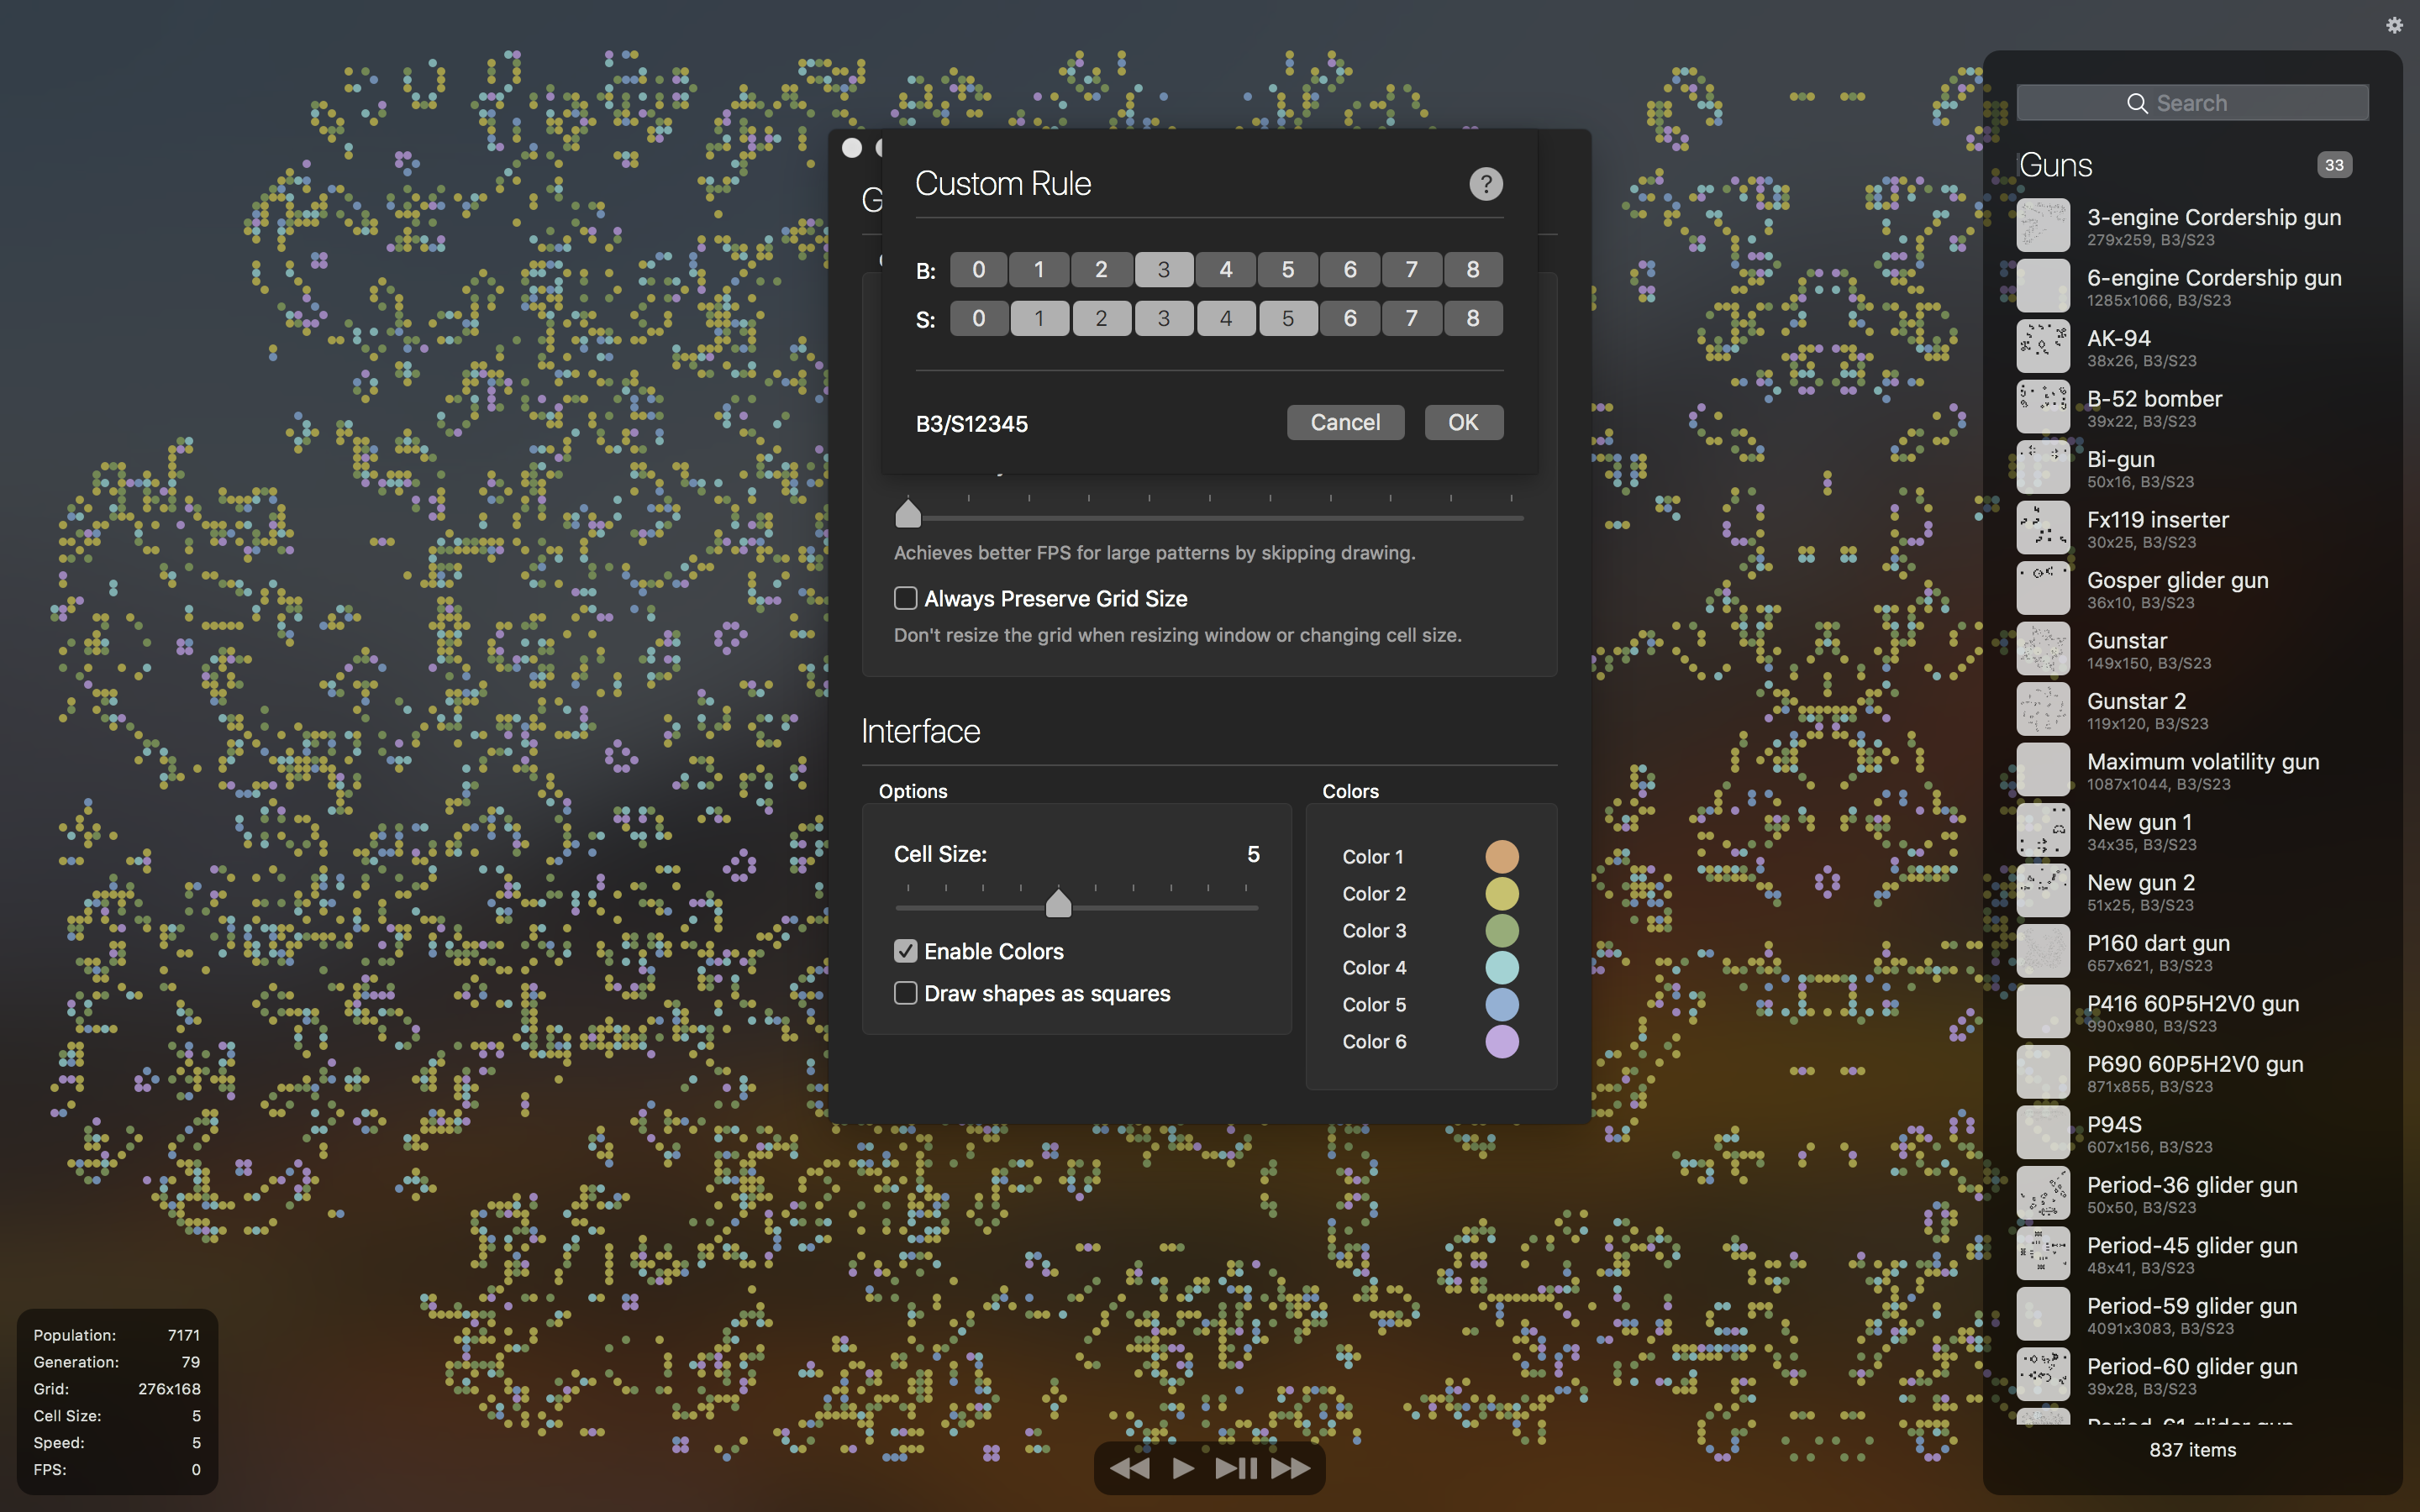 Search
Guns 33
3-engine Cordership gun
279x259, B3/S23
6-engine Cordership gun
1285x1066, B3/S23
AK-94
38x26, B3/S23
B-52 bomber
39x22, B3/S23
Bi-gun
50x16, B3/S23
Fx119 inserter
30x25, B3/S23
Gosper glider gun
36x10, B3/S23
Gunstar
149x150, B3/S23
Gunstar 2
119x120, B3/S23
Maximum volatility gun
1087x1044, B3/S23
New gun 1
34x35, B3/S23
New gun 2
51x25, B3/S23
P160 dart gun
657x621, B3/S23
P416 60P5H2V0 gun
990x980, B3/S23
P690 60P5H2V0 gun
871x855, B3/S23
P94S
607x156, B3/S23
Period-36 glider gun
50x50, B3/S23
Period-45 glider gun
48x41, B3/S23
Period-59 glider gun
4091x3083, B3/S23
Period-60 glider gun
39x28, B3/S23
Period-61 glider gun
837 items
Custom Rule ?
B: 0 1 2 3 4 5 6 7 8
S: 0 1 2 3 4 5 6 7 8
B3/S12345 Cancel OK
Achieves better FPS for large patterns by skipping drawing.
Always Preserve Grid Size
Don't resize the grid when resizing window or changing cell size.
Interface
Options
Cell Size: 5
Enable Colors
Draw shapes as squares
Colors
Color 1
Color 2
Color 3
Color 4
Color 5
Color 6
Population: 7171
Generation: 79
Grid: 276x168
Cell Size: 5
Speed: 5
FPS: 0